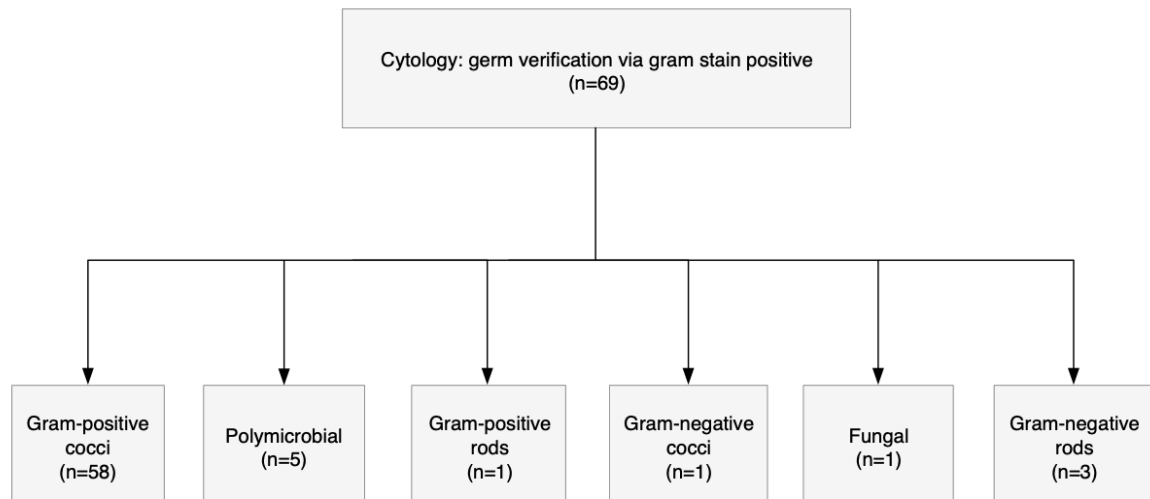 Cytology: germ verification via gram stain positive
(n=69)
Gram-positive
cocci
(n=58)
Polymicrobial
(n=5)
Gram-positive
rods
(n=1)
Gram-negative
cocci
(n=1)
Fungal
(n=1)
Gram-negative
rods
(n=3)